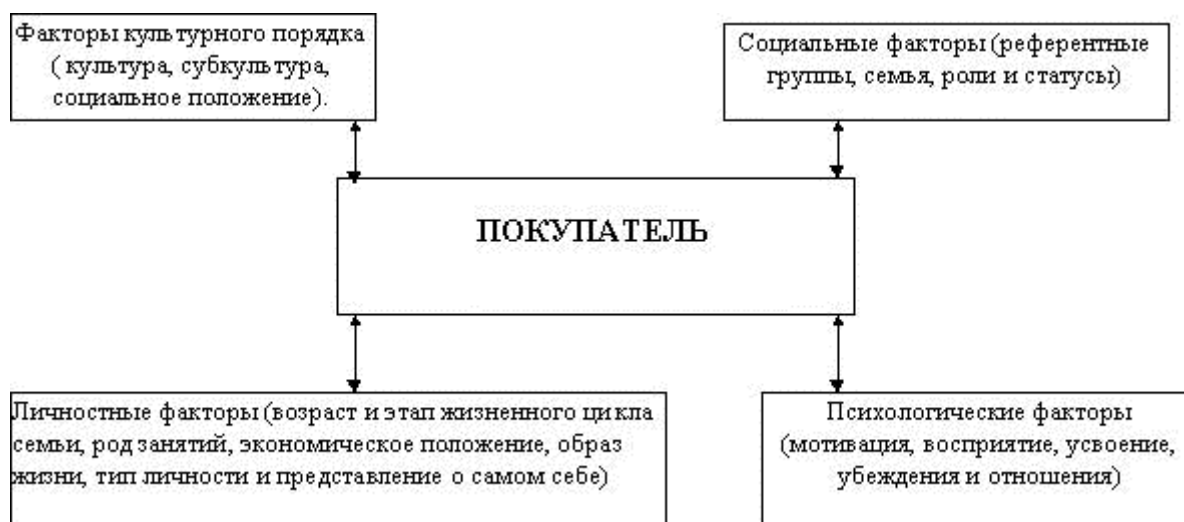 Факторы культурного порядка
( культура, субкультура,
социальное положение).
Социальные факторы (референтные
группы, семья, роли и статусы)
ПОКУПАТЕЛЬ
Личностные факторы (возраст и этап жизненного цикла
семьи, род занятий, экономическое положение, образ
жизни, тип личности и представление о самом себе)
Психологические факторы
(мотивация, восприятие, усвоение,
убеждения и отношения)